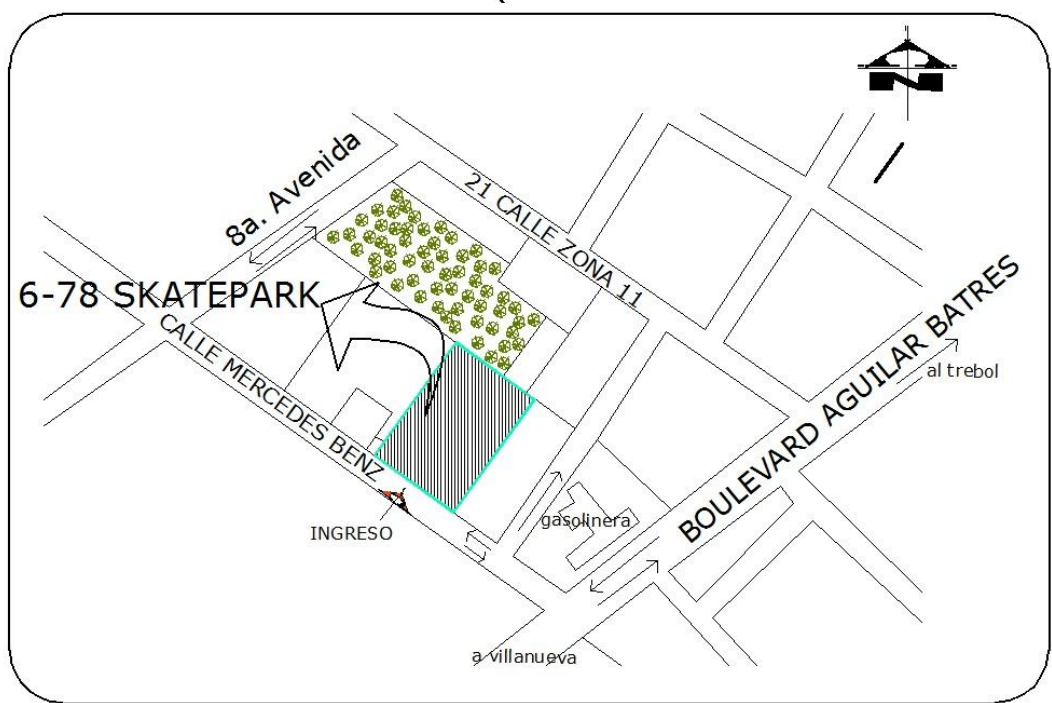 N
8a. Avenida
21 CALLE ZONA 11
6-78 SKATEPARK
CALLE MERCEDES BENZ
BOULEVARD AGUILAR BATRES
al trebol
gasolinera
INGRESO
a villanueva